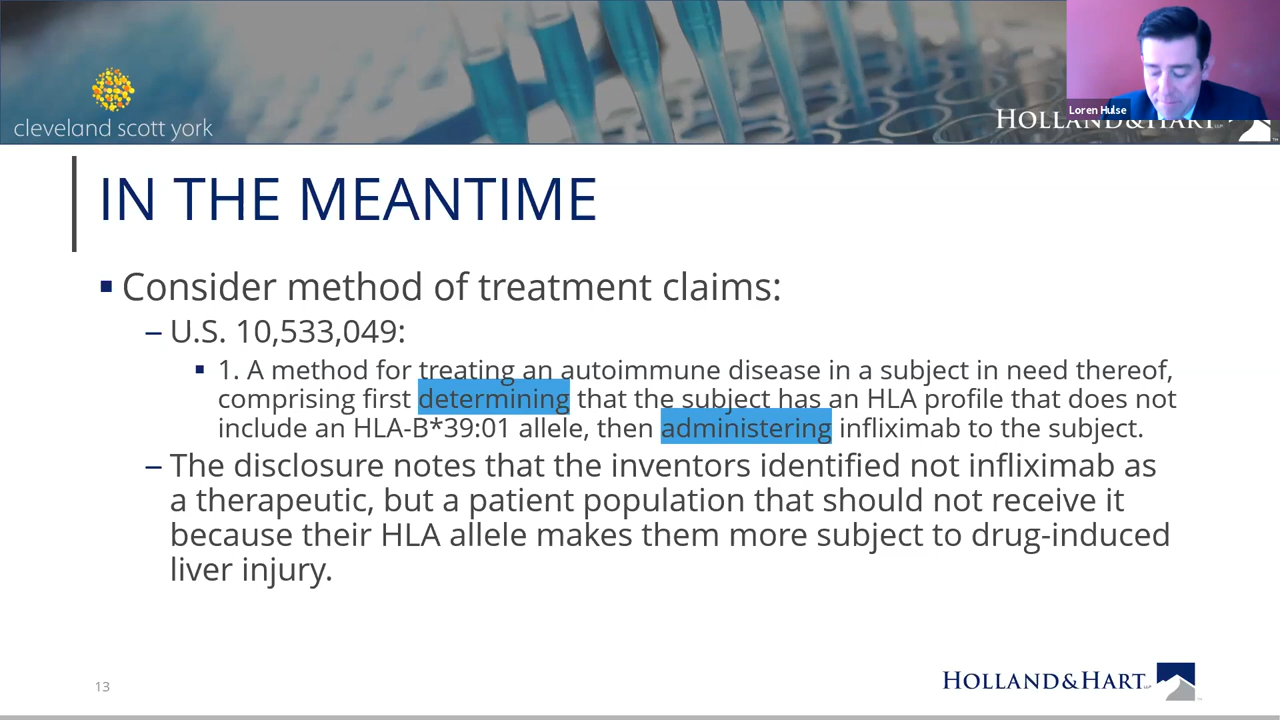 cleveland scott york
HOLLAND&HART
Loren Hulse
IN THE MEANTIME
▪ Consider method of treatment claims:
– U.S. 10,533,049:
▪ 1. A method for treating an autoimmune disease in a subject in need thereof,
comprising first determining that the subject has an HLA profile that does not
include an HLA-B*39:01 allele, then administering infliximab to the subject.
– The disclosure notes that the inventors identified not infliximab as
a therapeutic, but a patient population that should not receive it
because their HLA allele makes them more subject to drug-induced
liver injury.
13
HOLLAND&HART